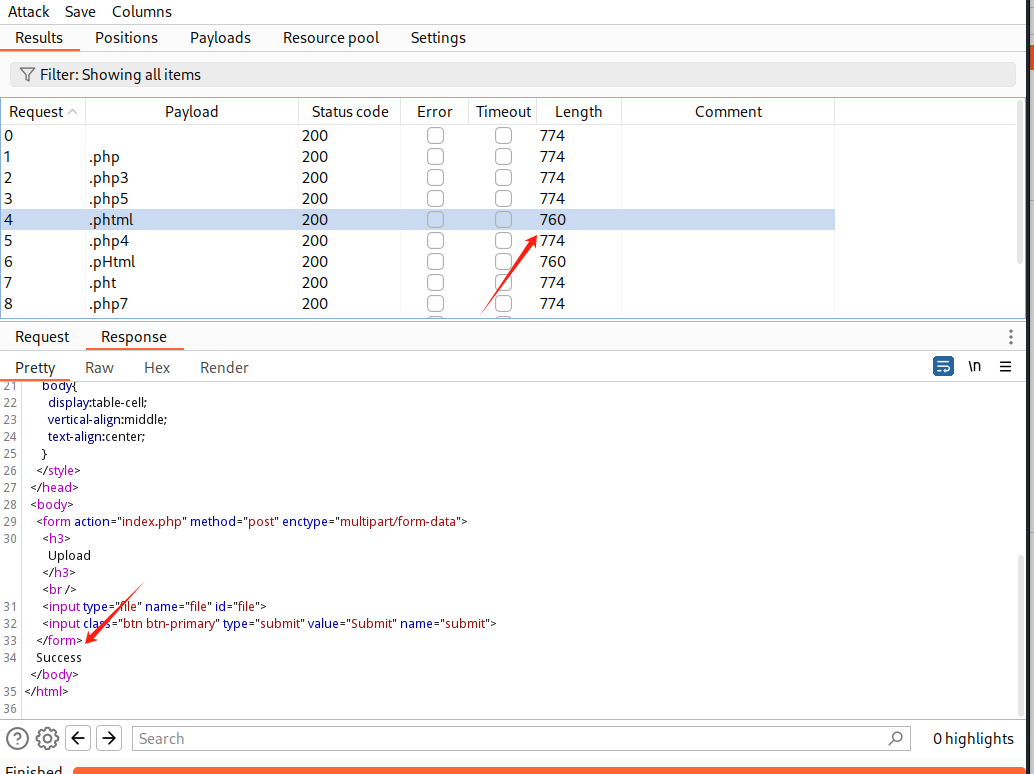 Attack Save Columns
Results Positions Payloads Resource pool Settings
Filter: Showing all items
Request Payload Status code Error Timeout Length Comment
0 200 774
1 .php 200 774
2 .php3 200 774
3 .php5 200 774
4 .phtml 200 760
5 .php4 200 774
6 .pHtml 200 760
7 .pht 200 774
8 .php7 200 774
Request Response
Pretty Raw Hex Render
\n
21 body{
22 display:table-cell;
23 vertical-align:middle;
24 text-align:center;
25 }
26 </style>
27 </head>
28 <body>
29 <form action="index.php" method="post" enctype="multipart/form-data">
30 <h3>
Upload
</h3>
<br/>
31 <input type="file" name="file" id="file">
32 <input class="btn btn-primary" type="submit" value="Submit" name="submit">
33 </form>
34 Success
</body>
35 </html>
36
Search 0 highlights
Finished